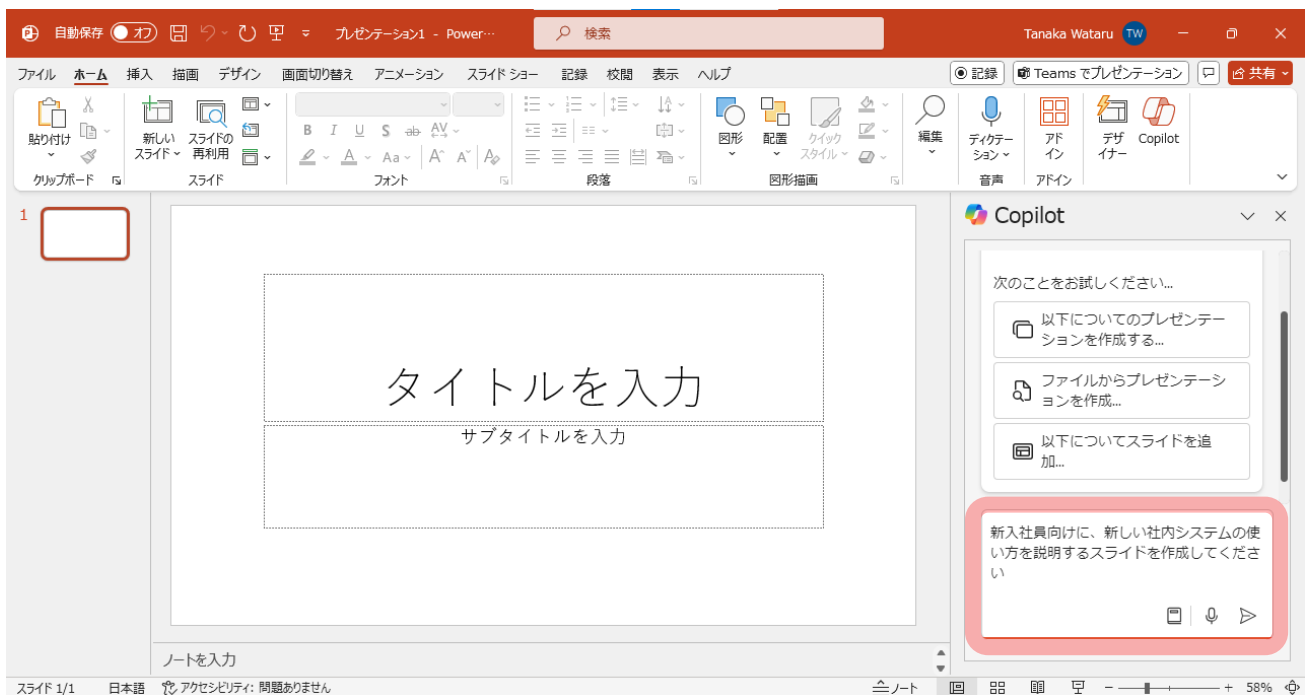 自動保存 オフ プレゼンテーション1 - Power… 検索 Tanaka Wataru TW
ファイル ホーム 挿入 描画 デザイン 画面切り替え アニメーション スライド ショー 記録 校閲 表示 ヘルプ 記録 Teams でプレゼンテーション 共有
貼り付け
新しい
スライド
スライドの
再利用
B I U S ab AV
A Aa A A A
図形
配置
クイック
スタイル
編集
ディクテー
ション
アド
イン
デザ
イナー
Copilot
クリップボード スライド フォント 段落 図形描画 音声 アドイン
1
タイトルを入力
サブタイトルを入力
ノートを入力
Copilot
次のことをお試しください...
以下についてのプレゼンテー
ションを作成する...
ファイルからプレゼンテーシ
ョンを作成...
以下についてスライドを追
加...
新入社員向けに、新しい社内システムの使
い方を説明するスライドを作成してくださ
い
スライド 1/1 日本語 アクセシビリティ: 問題ありません ノート 58%